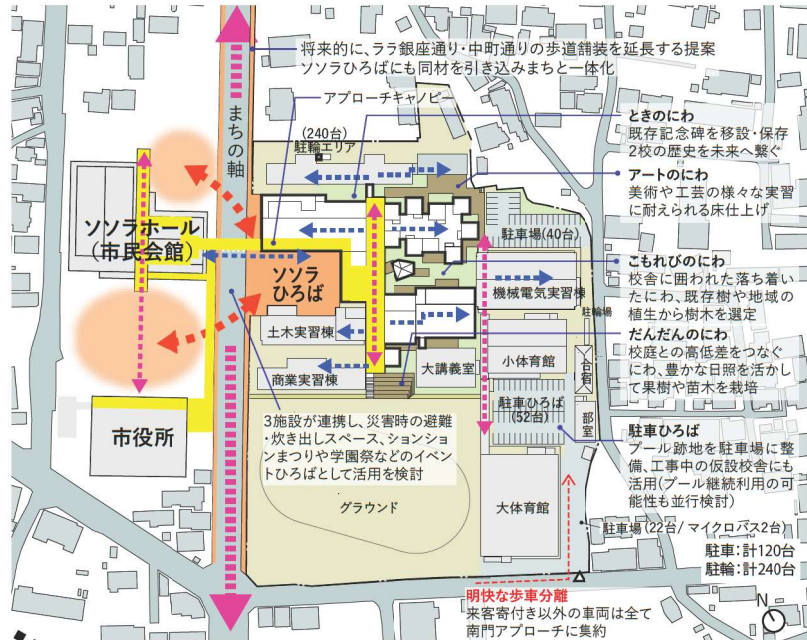 将来的に、ララ銀座通り・中町通りの歩道舗装を延長する提案
ソソラひろばにも同材を引き込みまちと一体化
アプローチキャノピー
まちの軸
(240台)
駐輪エリア
ときのにわ
既存記念碑を移設・保存
2校の歴史を未来へ繋ぐ
アートのにわ
美術や工芸の様々な実習
に耐えられる床仕上げ
ソソラホール
(市民会館)
ソソラ
ひろば
駐車場(40台)
こもれびのにわ
校舎に囲われた落ち着い
たにわ、既存樹や地域の
植生から樹木を選定
機械電気実習棟
駐輪場
土木実習棟
商業実習棟
大講義室
小体育館
合宿
だんだんのにわ
校庭との高低差をつなぐ
にわ、豊かな日照を活かし
て果樹や苗木を栽培
駐車ひろば
(52台)
部室
市役所
3施設が連携し、災害時の避難
・炊き出しスペース、ションション
まつりや学園祭などのイベン
トひろばとして活用を検討
グラウンド
大体育館
駐車ひろば
プール跡地を駐車場に整
備、工事中の仮設校舎にも
活用(プール継続利用の可
能性も並行検討)
駐車場(22台/マイクロバス2台)
駐車:計120台
駐輪:計240台
明快な歩車分離
来客寄付き以外の車両は全て
南門アプローチに集約
N